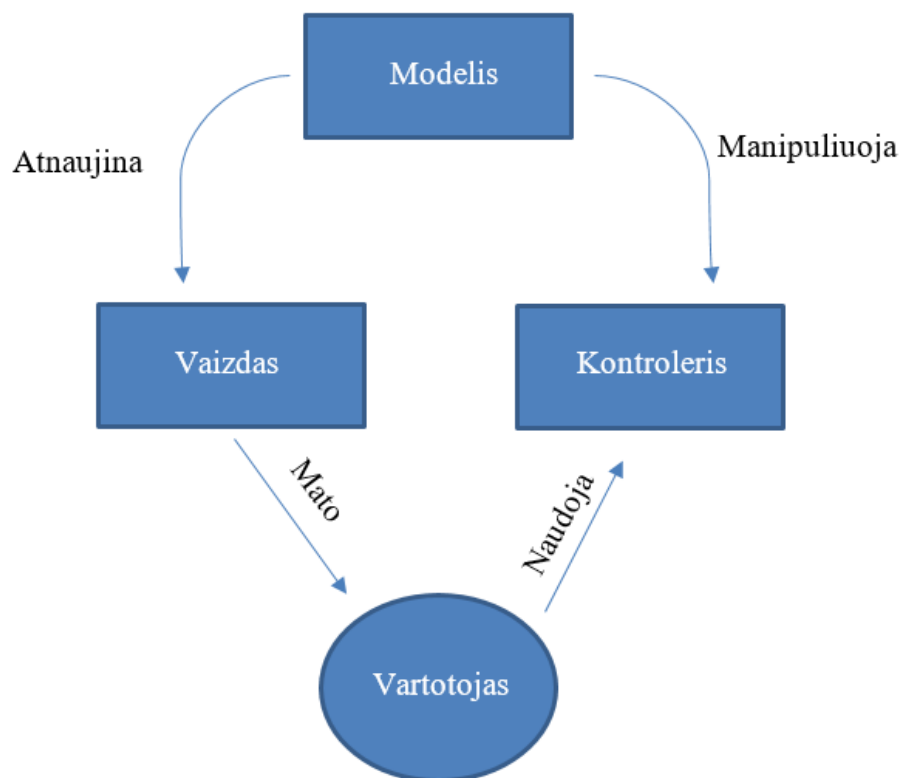 Modelis
Atnaujina
Manipuliuoja
Vaizdas
Kontroleris
Mato
Naudoja
Vartotojas